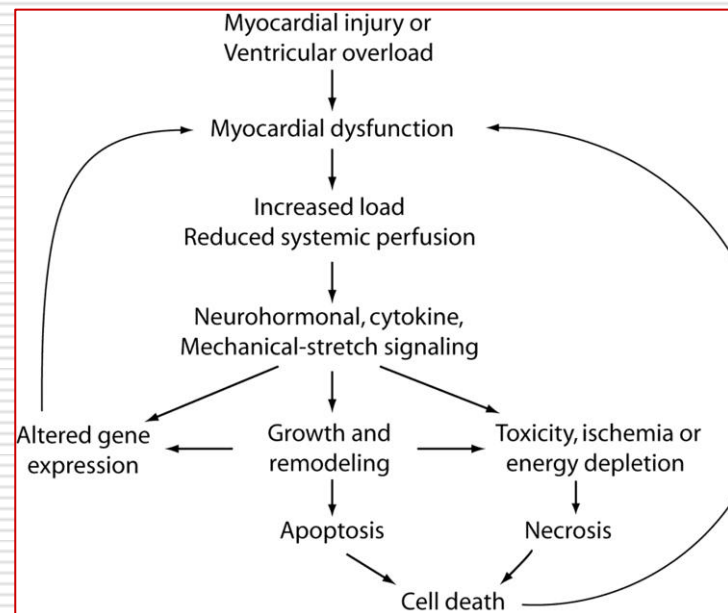 Myocardial injury or
Ventricular overload
Myocardial dysfunction
Increased load
Reduced systemic perfusion
Neurohormonal, cytokine,
Mechanical-stretch signaling
Altered gene
expression
Growth and
remodeling
Toxicity, ischemia or
energy depletion
Apoptosis
Necrosis
Cell death